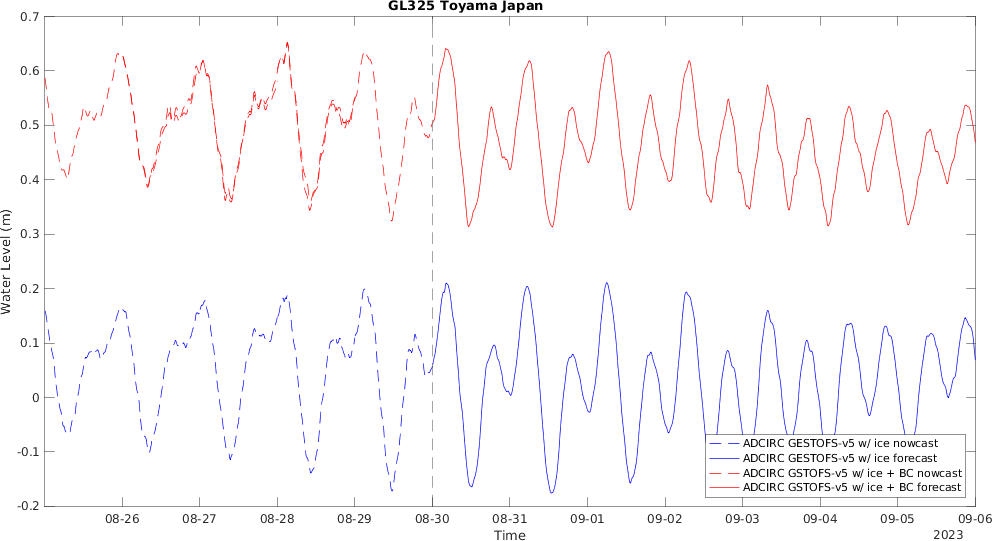 GL325 Toyama Japan
0.7
0.6
0.5
0.4
0.3
0.2
0.1
0
-0.1
-0.2
Water Level (m)
ADCIRC GESTOFS-v5 w/ ice nowcast
ADCIRC GESTOFS-v5 w/ ice forecast
ADCIRC GSTOFS-v5 w/ ice + BC nowcast
ADCIRC GSTOFS-v5 w/ ice + BC forecast
08-26 08-27 08-28 08-29 08-30 08-31 09-01 09-02 09-03 09-04 09-05 09-06
Time
2023